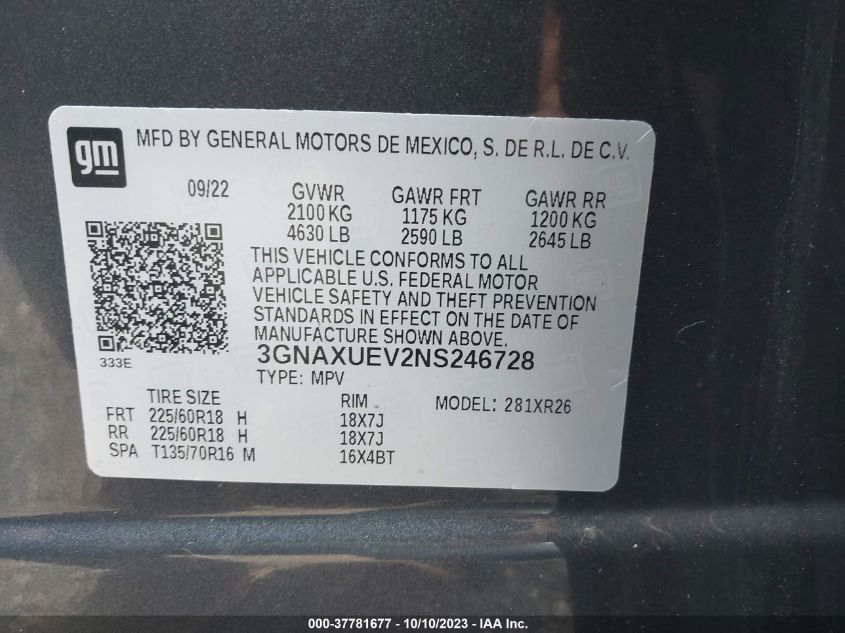 gm
MFD BY GENERAL MOTORS DE MEXICO, S. DE R.L. DE C.V.
09/22 GVWR GAWR FRT GAWR RR
2100 KG 1175 KG 1200 KG
4630 LB 2590 LB 2645 LB
THIS VEHICLE CONFORMS TO ALL
APPLICABLE U.S. FEDERAL MOTOR
VEHICLE SAFETY AND THEFT PREVENTION
STANDARDS IN EFFECT ON THE DATE OF
MANUFACTURE SHOWN ABOVE.
333E
3GNAXUEV2NS246728
TYPE: MPV
TIRE SIZE RIM MODEL: 281XR26
FRT 225/60R18 H 18X7J
RR 225/60R18 H 18X7J
SPA T135/70R16 M 16X4BT
000-37781677 - 10/10/2023 - IAA Inc.